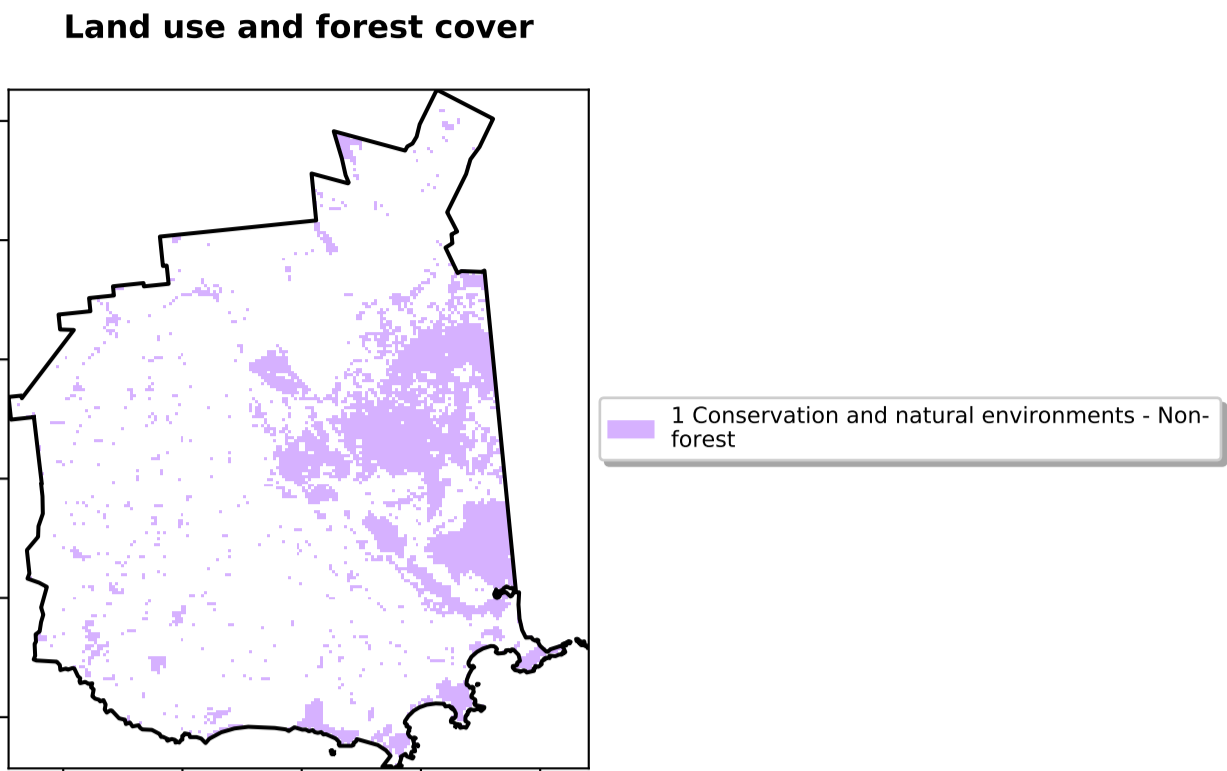 Land use and forest cover
1 Conservation and natural environments - Non-
forest